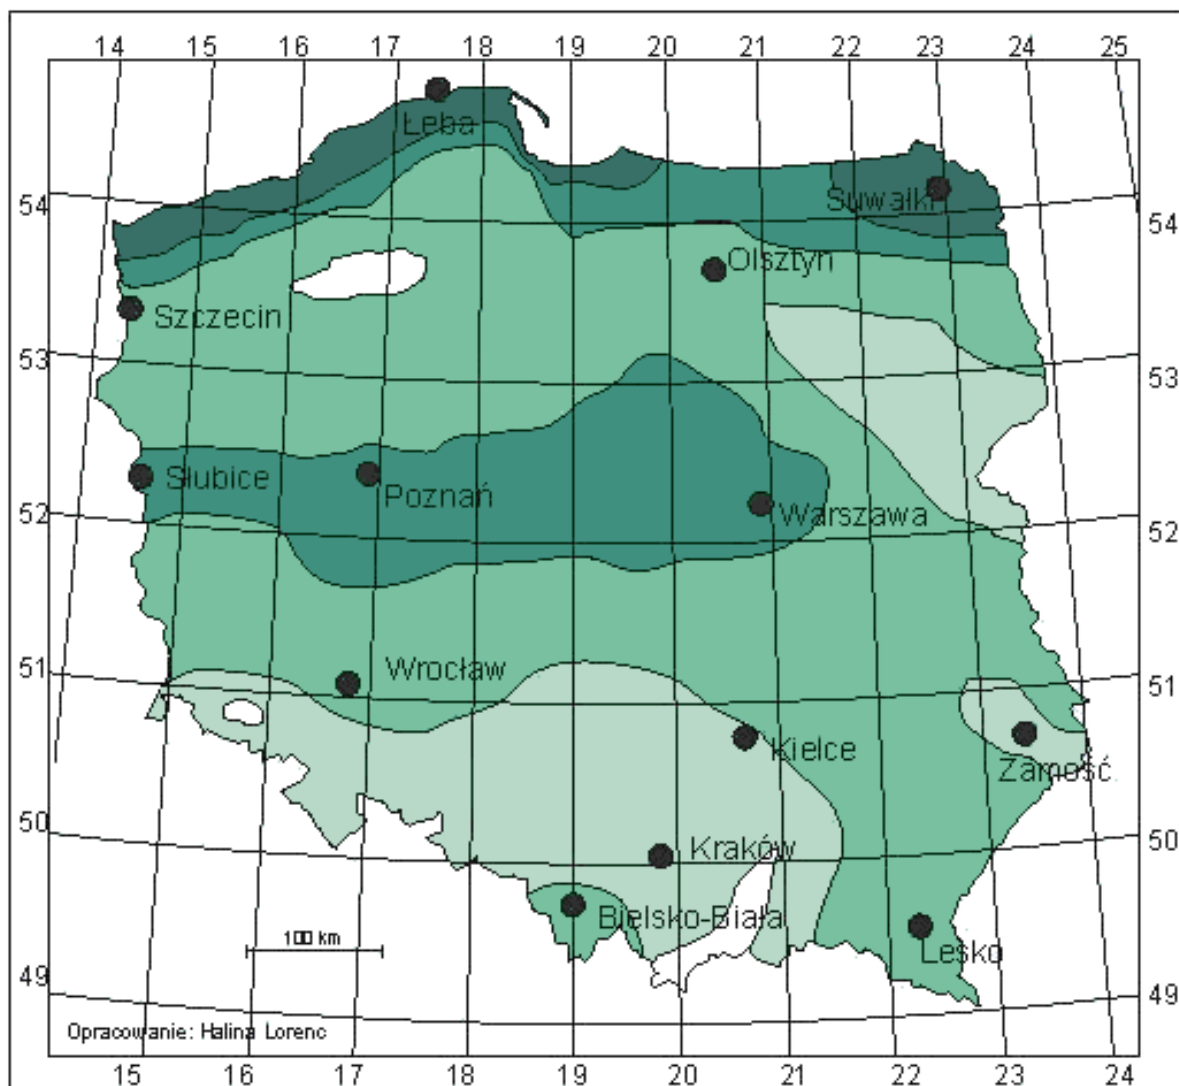 14 15 16 17 18 19 20 21 22 23 24 25
Łeba
54 Suwałki 54
Olsztyn
Szczecin
53 53
Słubice Poznań
52 Warszawa 52
51 Wrocław 51
Kielce Zamość
50 Kraków 50
Bielsko-Biała
100 km Lesko
49 49
Opracowanie: Halina Lorenc
15 16 17 18 19 20 21 22 23 24